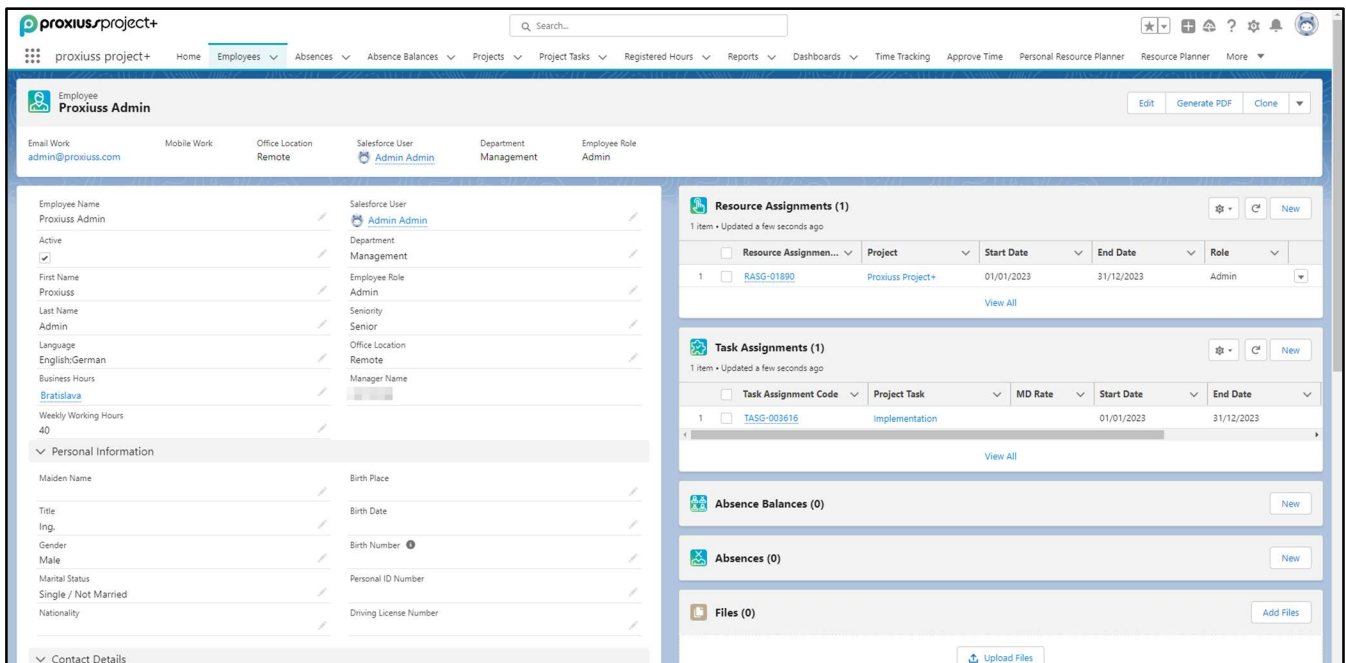 proxiuss/project+
Search...
proxiuss project+ Home Employees Absences Absence Balances Projects Project Tasks Registered Hours Reports Dashboards Time Tracking Approve Time Personal Resource Planner Resource Planner More
Employee
Proxiuss Admin
Edit Generate PDF Clone
Email Work Mobile Work Office Location Salesforce User Department Employee Role
admin@proxiuss.com Remote Admin Admin Management Admin
Employee Name Salesforce User
Proxiuss Admin Admin Admin
Active Department
Management
First Name Employee Role
Proxiuss Admin
Last Name Seniority
Admin Senior
Language Office Location
English;German Remote
Business Hours Manager Name
Bratislava
Weekly Working Hours
40
Personal Information
Maiden Name Birth Place
Title Birth Date
Ing.
Gender Birth Number
Male
Marital Status Personal ID Number
Single / Not Married
Nationality Driving License Number
Contact Details
Resource Assignments (1)
New
1 item • Updated a few seconds ago
Resource Assignmen... Project Start Date End Date Role
1 RASG-01890 Proxiuss Project+ 01/01/2023 31/12/2023 Admin
View All
Task Assignments (1)
New
1 item • Updated a few seconds ago
Task Assignment Code Project Task MD Rate Start Date End Date
1 TASG-003616 Implementation 01/01/2023 31/12/2023
View All
Absence Balances (0) New
Absences (0) New
Files (0) Add Files
Upload Files